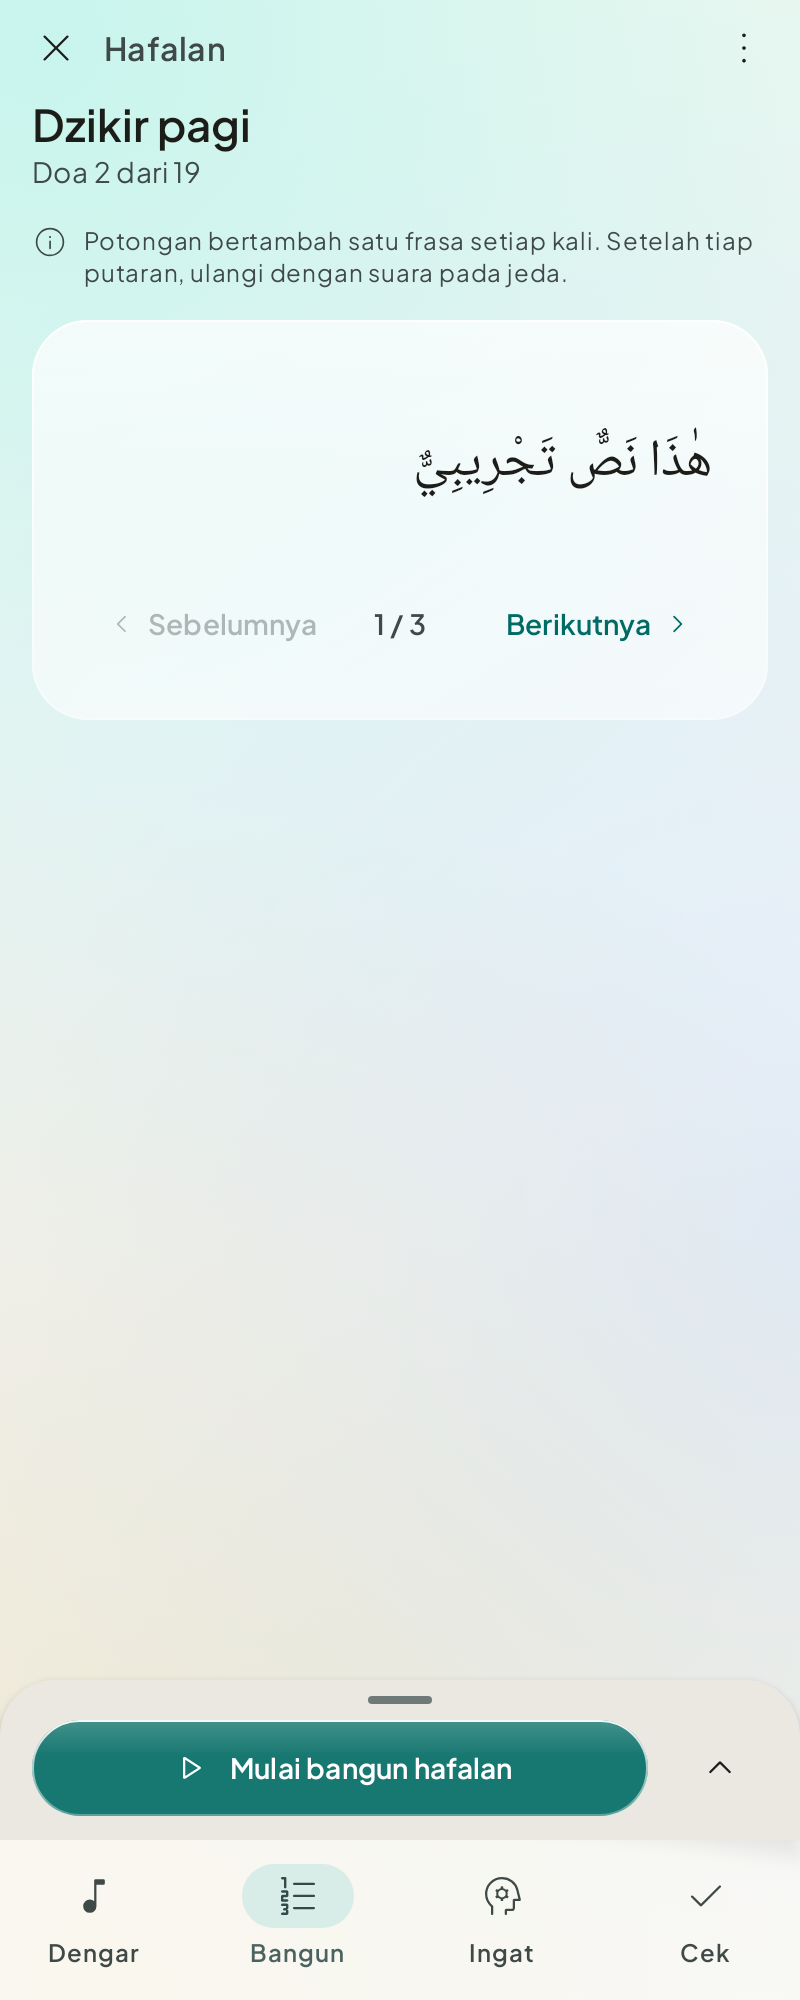 Hafalan
Dzikir pagi
Doa 2 dari 19
Potongan bertambah satu frasa setiap kali. Setelah tiap
putaran, ulangi dengan suara pada jeda.
هٰذَا نَصٌّ تَجْرِيبِيٌّ
Sebelumnya 1 / 3 Berikutnya
Mulai bangun hafalan
Dengar Bangun Ingat Cek